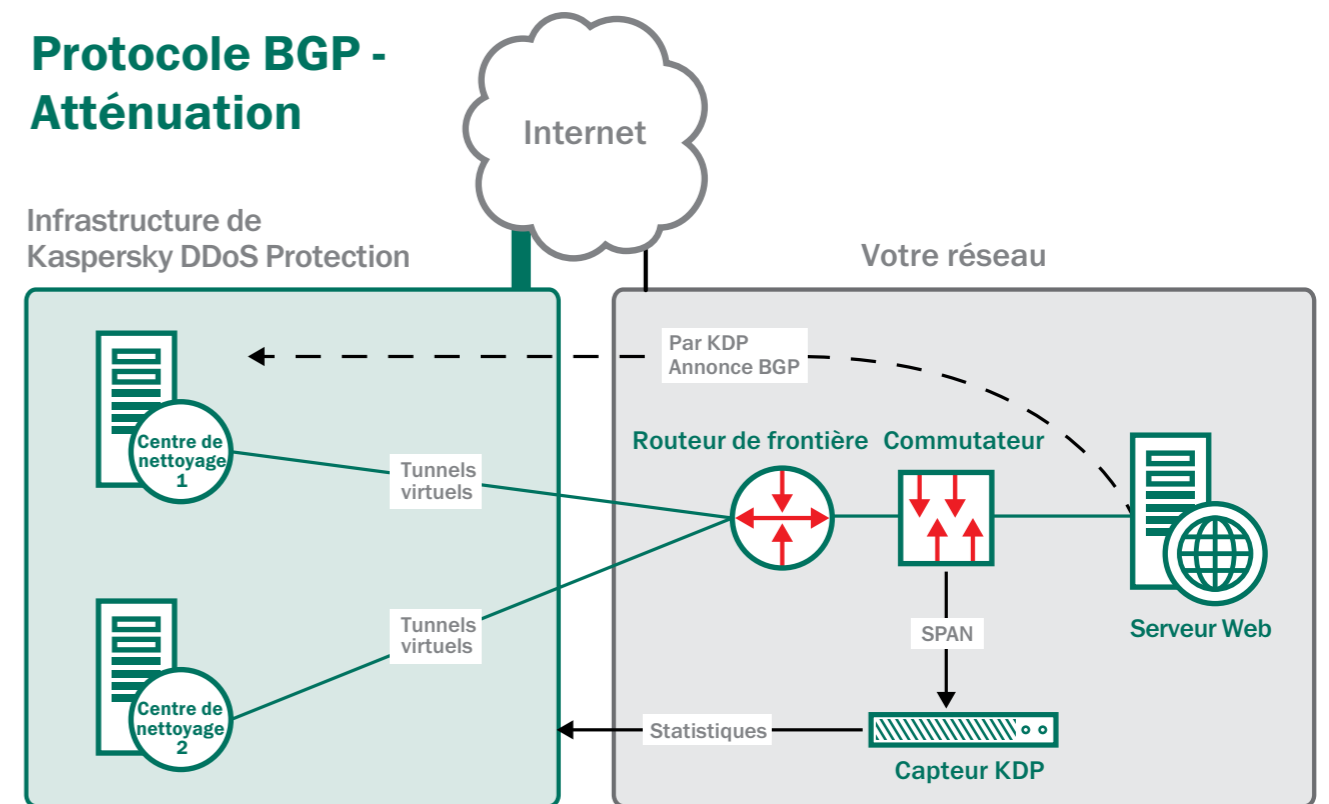 Protocole BGP -
Atténuation
Internet
Infrastructure de
Kaspersky DDoS Protection
Votre réseau
Par KDP
Annonce BGP
Routeur de frontière
Commutateur
Centre de
nettoyage
1
Tunnels
virtuels
Serveur Web
SPAN
Tunnels
virtuels
Centre de
nettoyage
2
Statistiques
Capteur KDP